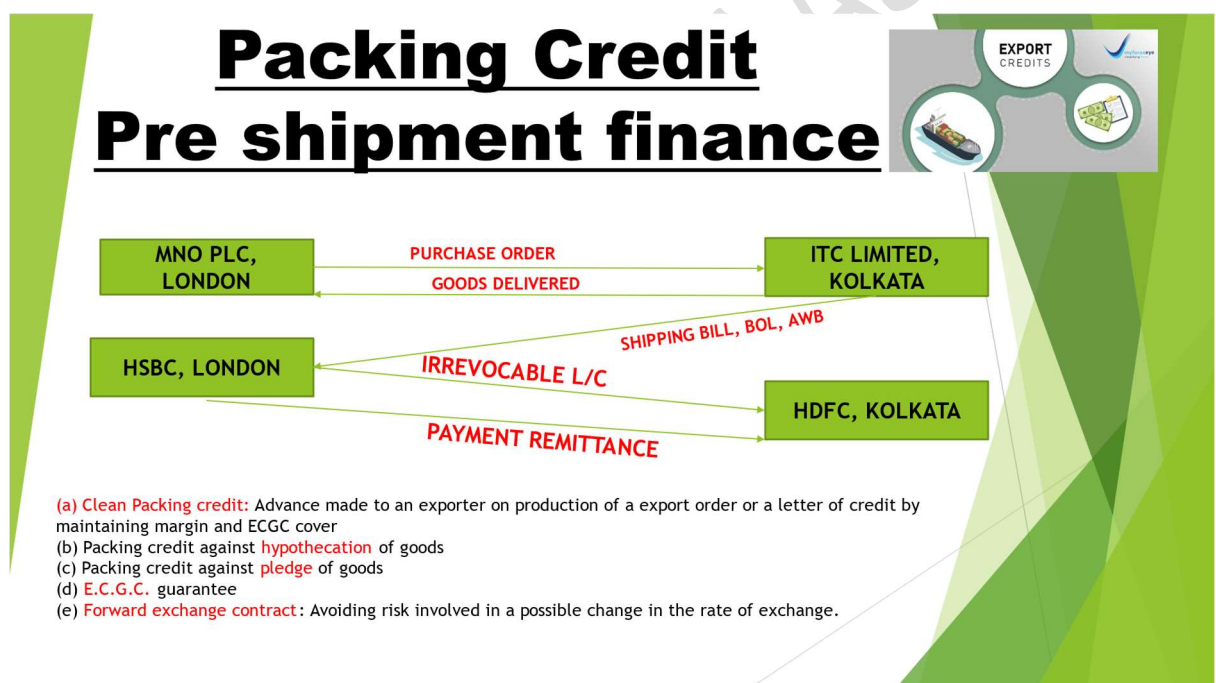 Packing Credit
Pre shipment finance
EXPORT
CREDITS
MNO PLC,
LONDON
PURCHASE ORDER
GOODS DELIVERED
ITC LIMITED,
KOLKATA
SHIPPING BILL, BOL, AWB
HSBC, LONDON
IRREVOCABLE L/C
HDFC, KOLKATA
PAYMENT REMITTANCE
(a) Clean Packing credit: Advance made to an exporter on production of a export order or a letter of credit by
maintaining margin and ECGC cover
(b) Packing credit against hypothecation of goods
(c) Packing credit against pledge of goods
(d) E.C.G.C. guarantee
(e) Forward exchange contract: Avoiding risk involved in a possible change in the rate of exchange.